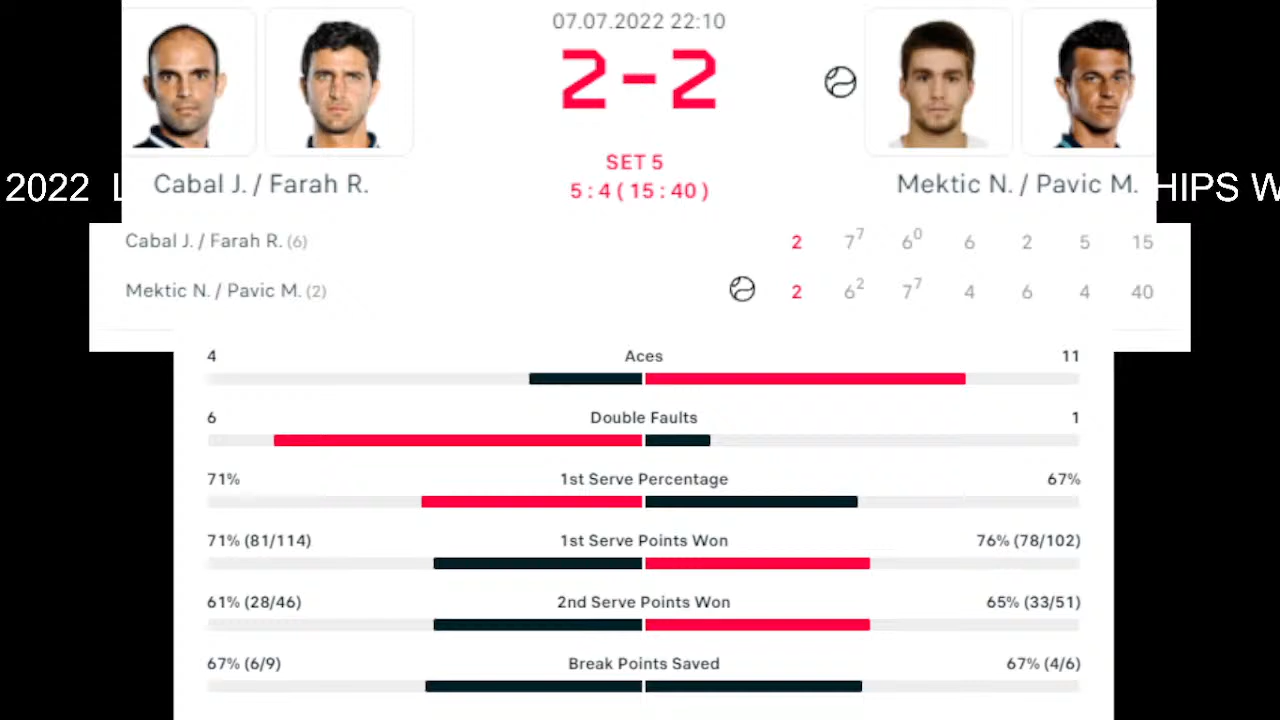 07.07.2022 22:10
2-2
SET 5
5 : 4 ( 15 : 40 )
2022 L
Cabal J. / Farah R.
Mektic N. / Pavic M.
HIPS W
Cabal J. / Farah R. (6) 2 7⁷ 6⁰ 6 2 5 15
Mektic N. / Pavic M. (2) 2 6² 7⁷ 4 6 4 40
4 Aces 11
6 Double Faults 1
71% 1st Serve Percentage 67%
71% (81/114) 1st Serve Points Won 76% (78/102)
61% (28/46) 2nd Serve Points Won 65% (33/51)
67% (6/9) Break Points Saved 67% (4/6)